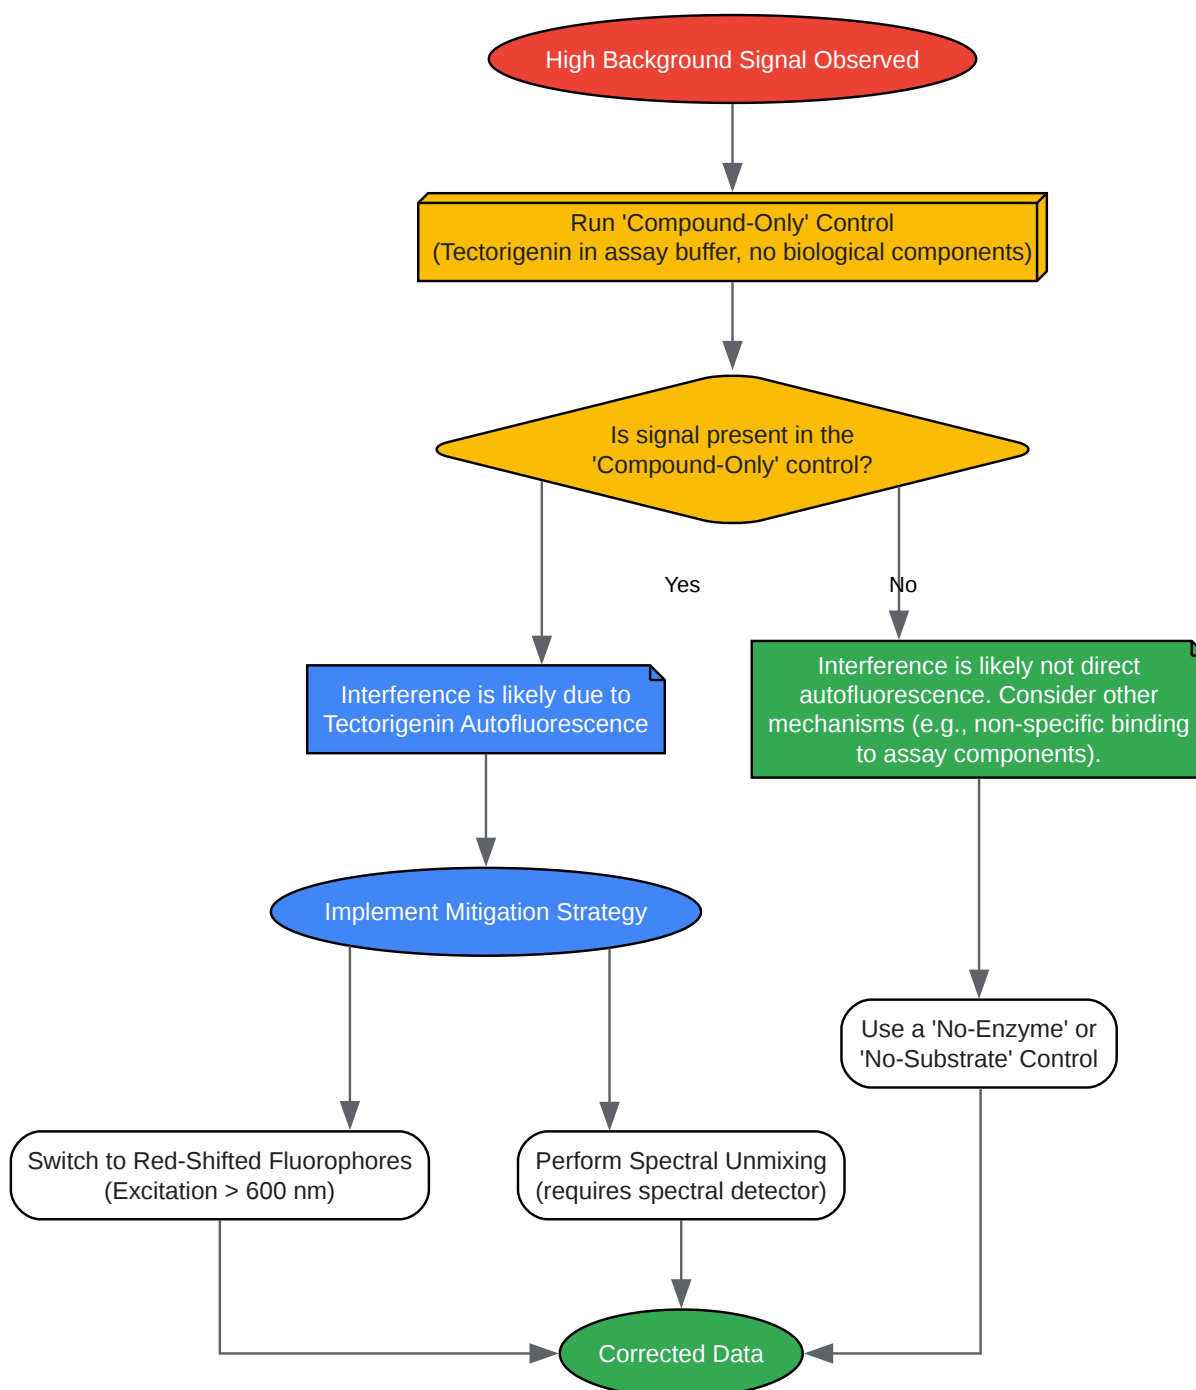 High Background Signal Observed
Run 'Compound-Only' Control
(Tectorigenin in assay buffer, no biological components)
Is signal present in the
'Compound-Only' control?
Yes
No
Interference is likely due to
Tectorigenin Autofluorescence
Interference is likely not direct
autofluorescence. Consider other
mechanisms (e.g., non-specific binding
to assay components).
Implement Mitigation Strategy
Use a 'No-Enzyme' or
'No-Substrate' Control
Switch to Red-Shifted Fluorophores
(Excitation > 600 nm)
Perform Spectral Unmixing
(requires spectral detector)
Corrected Data